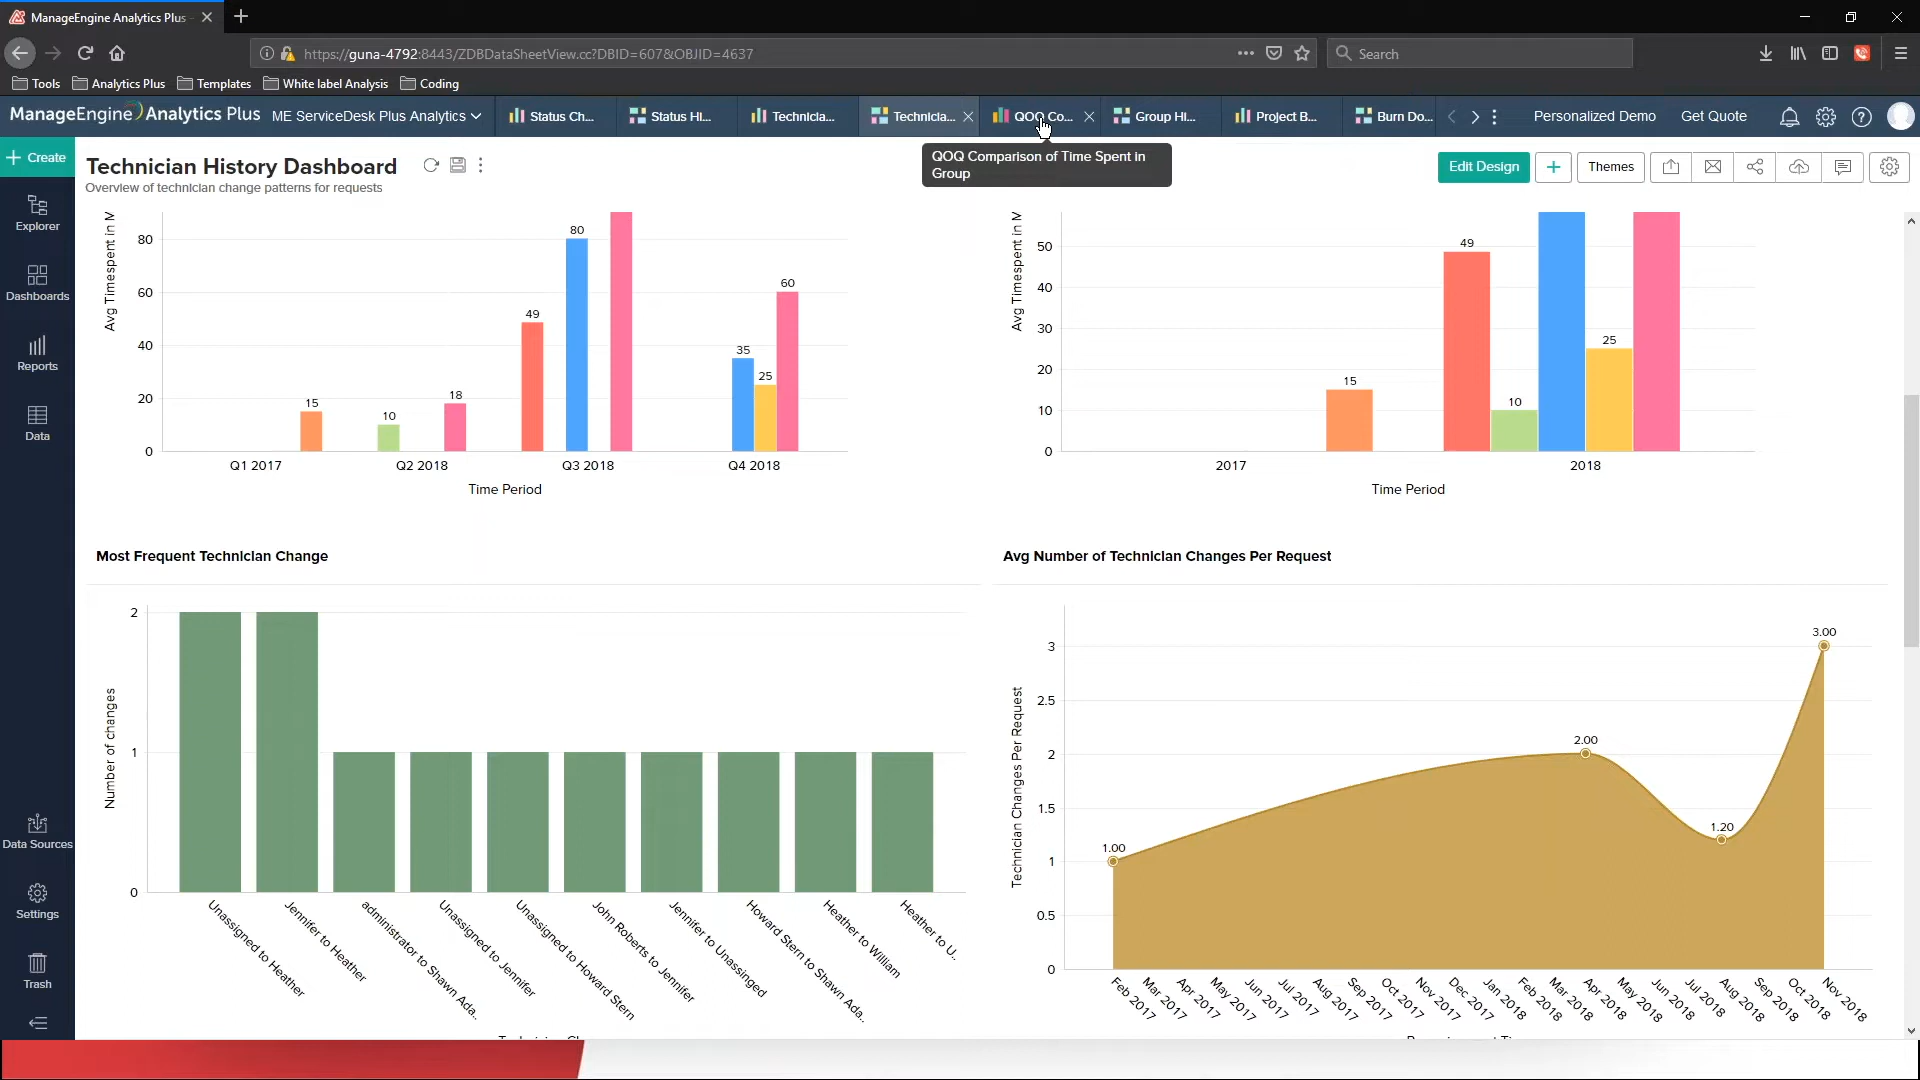 ManageEngine Analytics Plus
https://guna-4792:8443/ZDBDataSheetView.cc?DBID=607&OBJID=4637
Search
Tools
Analytics Plus
Templates
White label Analysis
Coding
ManageEngine Analytics Plus
ME ServiceDesk Plus Analytics
Status Ch...
Status HI...
Technicia...
Technicia...
QOQ Co...
Group HI...
Project B...
Burn Do...
Personalized Demo
Get Quote
QOQ Comparison of Time Spent in
Group
Create
Technician History Dashboard
Overview of technician change patterns for requests
Edit Design
Themes
Explorer
Dashboards
Reports
Data
Data Sources
Settings
Trash
Avg Timespent in M
80
60
40
20
0
15
10
18
49
80
35
25
60
Q1 2017
Q2 2018
Q3 2018
Q4 2018
Time Period
Avg Timespent in M
50
40
30
20
10
0
15
49
10
25
2017
2018
Time Period
Most Frequent Technician Change
Number of changes
2
1
0
Unassigned to Heather
Jennifer to Heather
administrator to Shawn Ada..
Unassigned to Jennifer
Unassigned to Howard Stern
John Roberts to Jennifer
Jennifer to Unassinged
Howard Stern to Shawn Ada..
Heather to William
Heather to U..
Avg Number of Technician Changes Per Request
Technician Changes Per Request
3
2.5
2
1.5
1
0.5
0
1.00
2.00
1.20
3.00
Feb 2017
Mar 2017
Apr 2017
May 2017
Jun 2017
Jul 2017
Aug 2017
Sep 2017
Oct 2017
Nov 2017
Dec 2017
Jan 2018
Feb 2018
Mar 2018
Apr 2018
May 2018
Jun 2018
Jul 2018
Aug 2018
Sep 2018
Oct 2018
Nov 2018